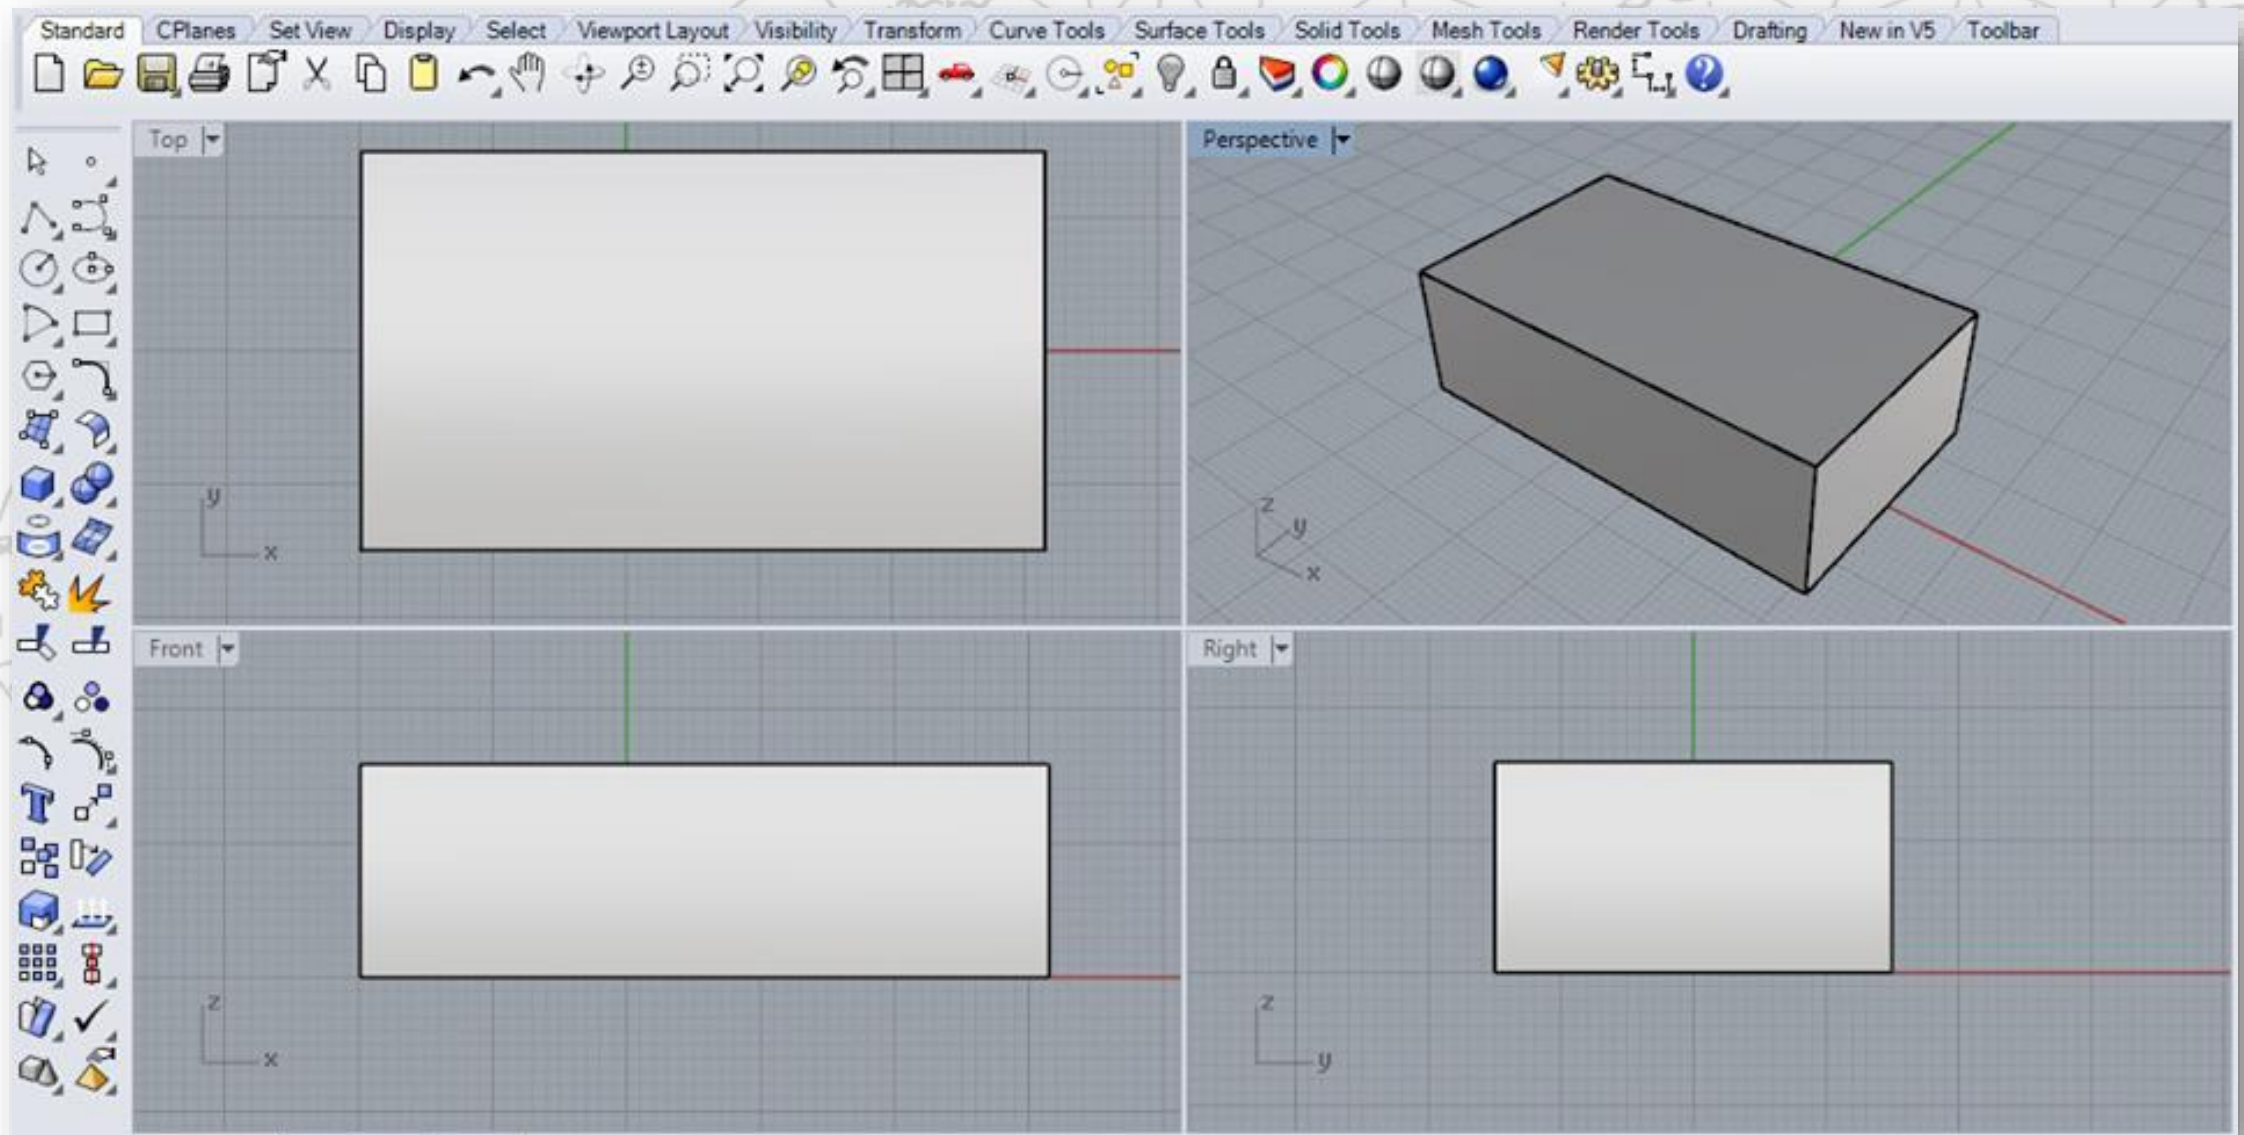 Standard CPlanes Set View Display Select Viewport Layout Visibility Transform Curve Tools Surface Tools Solid Tools Mesh Tools Render Tools Drafting New in V5 Toolbar
Top
y
x
Perspective
z
y
x
Front
z
x
Right
z
y